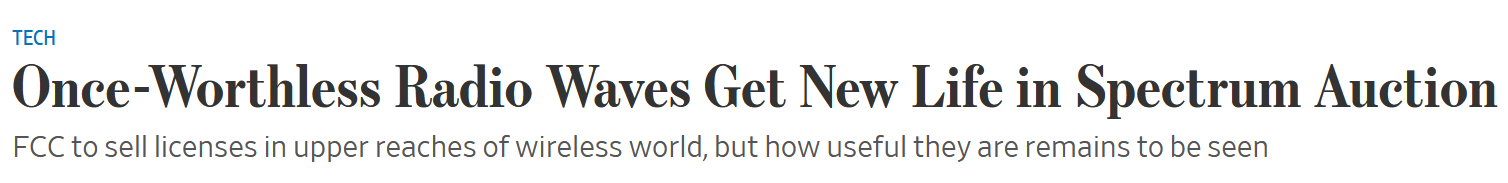 TECH
Once-Worthless Radio Waves Get New Life in Spectrum Auction
FCC to sell licenses in upper reaches of wireless world, but how useful they are remains to be seen